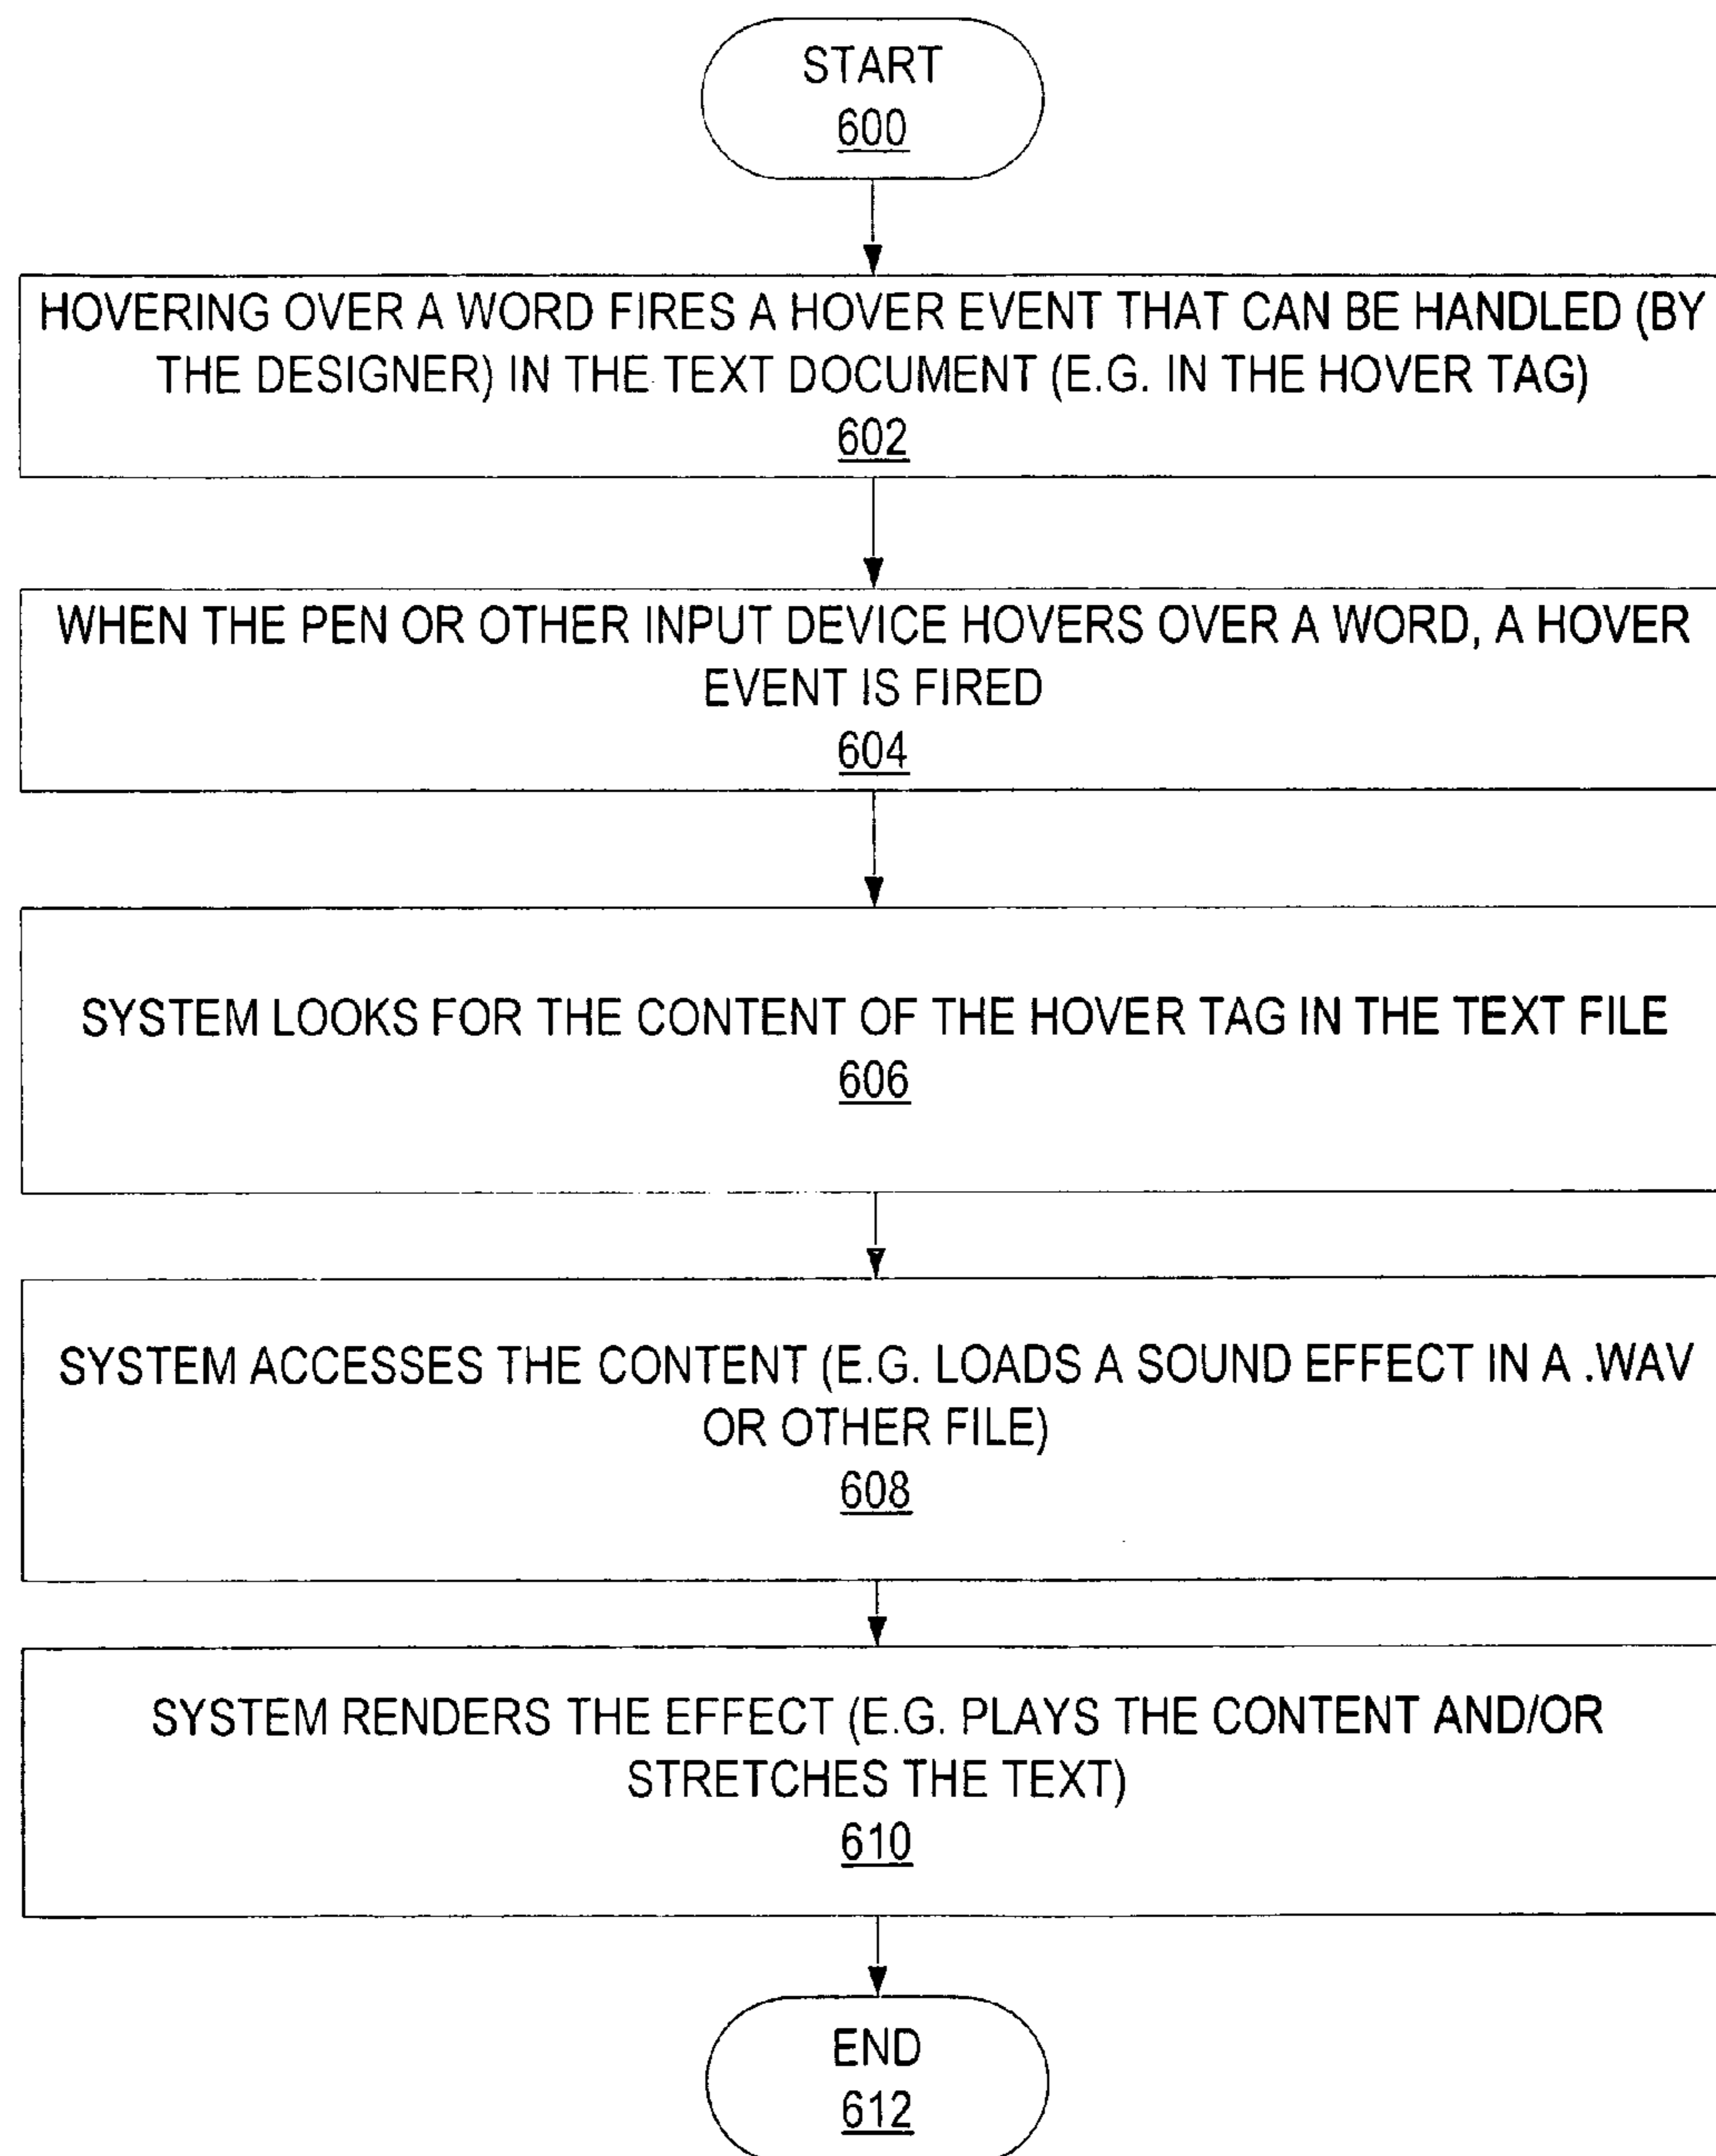 START
600
HOVERING OVER A WORD FIRES A HOVER EVENT THAT CAN BE HANDLED (BY
THE DESIGNER) IN THE TEXT DOCUMENT (E.G. IN THE HOVER TAG)
602
WHEN THE PEN OR OTHER INPUT DEVICE HOVERS OVER A WORD, A HOVER
EVENT IS FIRED
604
SYSTEM LOOKS FOR THE CONTENT OF THE HOVER TAG IN THE TEXT FILE
606
SYSTEM ACCESSES THE CONTENT (E.G. LOADS A SOUND EFFECT IN A .WAV
OR OTHER FILE)
608
SYSTEM RENDERS THE EFFECT (E.G. PLAYS THE CONTENT AND/OR
STRETCHES THE TEXT)
610
END
612